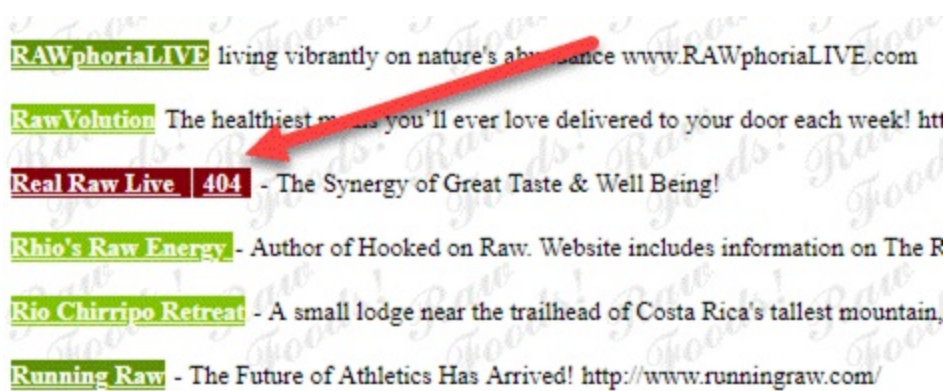 RAWphoriaLIVE living vibrantly on nature's abundance www.RAWphoriaLIVE.com
RawVolution The healthiest you'll ever love delivered to your door each week! htt
Real Raw Live 404 - The Synergy of Great Taste & Well Being!
Rhio's Raw Energy - Author of Hooked on Raw. Website includes information on The R
Rio Chirripo Retreat - A small lodge near the trailhead of Costa Rica's tallest mountain,
Running Raw - The Future of Athletics Has Arrived! http://www.runningraw.com/